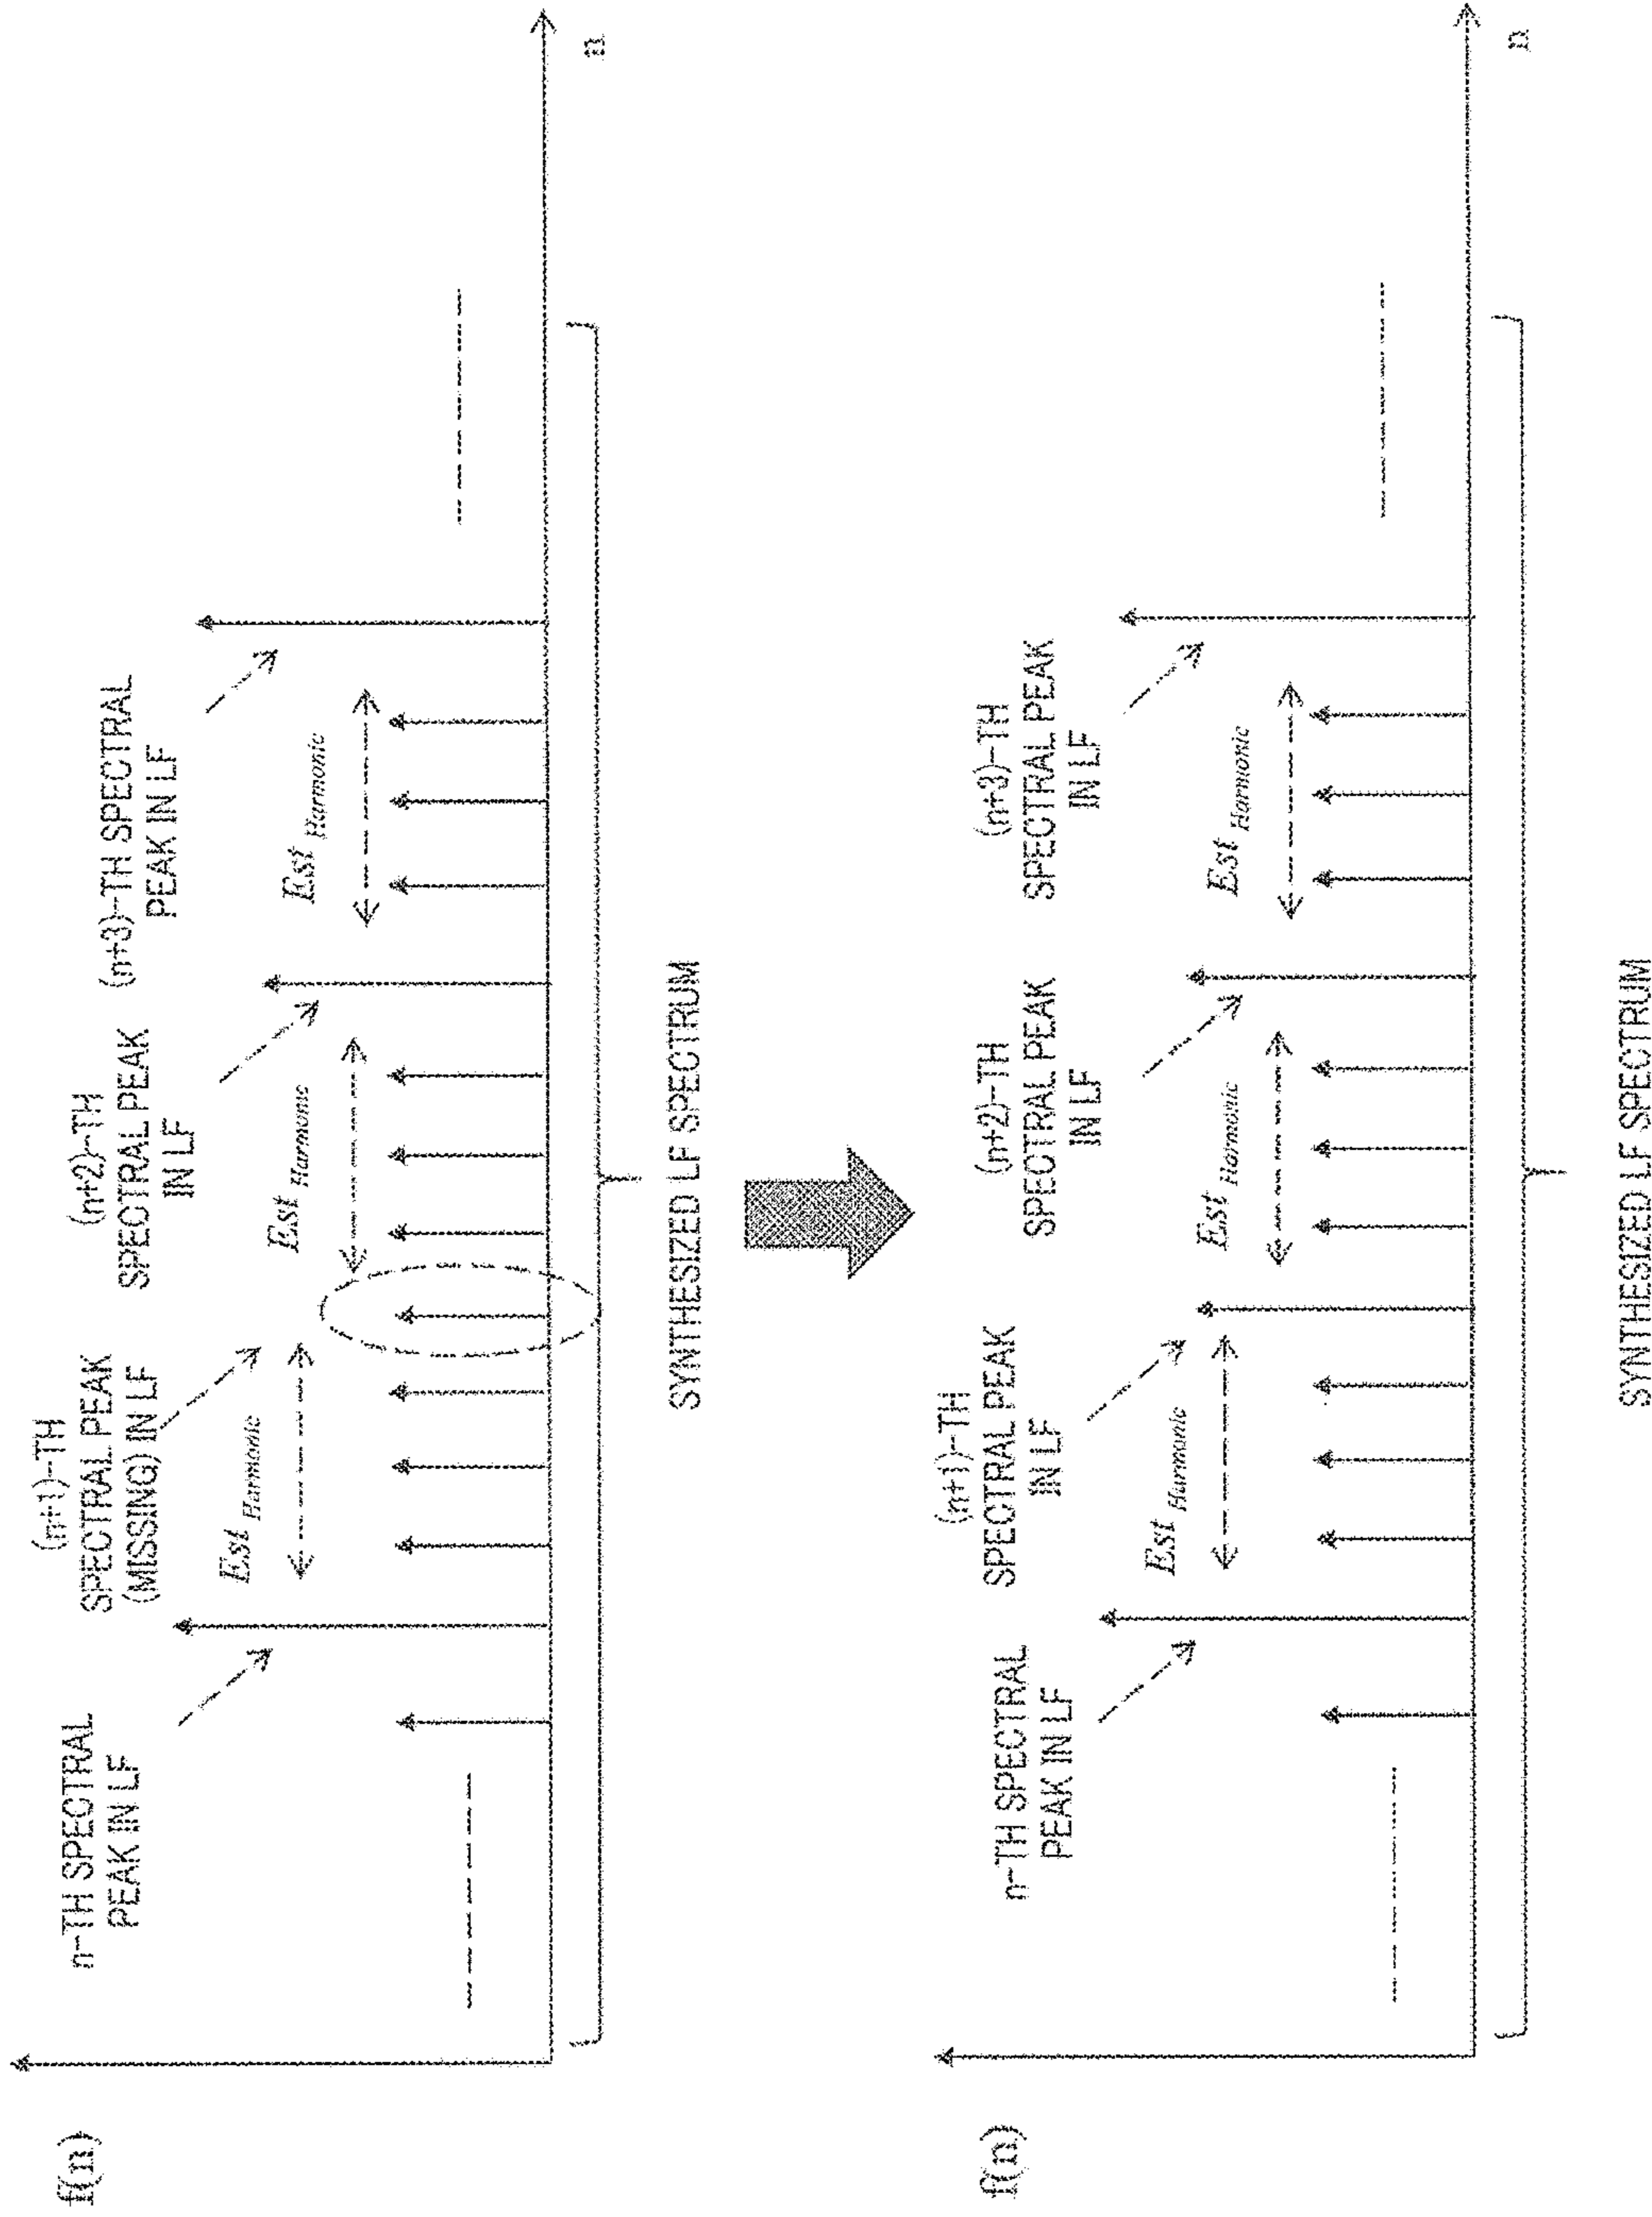 f(n)
n-TH SPECTRAL
PEAK IN LF
(n+1)-TH
SPECTRAL PEAK
(MISSING) IN LF
(n+2)-TH
SPECTRAL PEAK
IN LF
(n+3)-TH SPECTRAL
PEAK IN LF
Est Harmonic
Est Harmonic
Est Harmonic
n
SYNTHESIZED LF SPECTRUM
f(n)
n-TH SPECTRAL
PEAK IN LF
(n+1)-TH
SPECTRAL PEAK
IN LF
(n+2)-TH
SPECTRAL PEAK
IN LF
(n+3)-TH
SPECTRAL PEAK
IN LF
Est Harmonic
Est Harmonic
Est Harmonic
n
SYNTHESIZED LF SPECTRUM